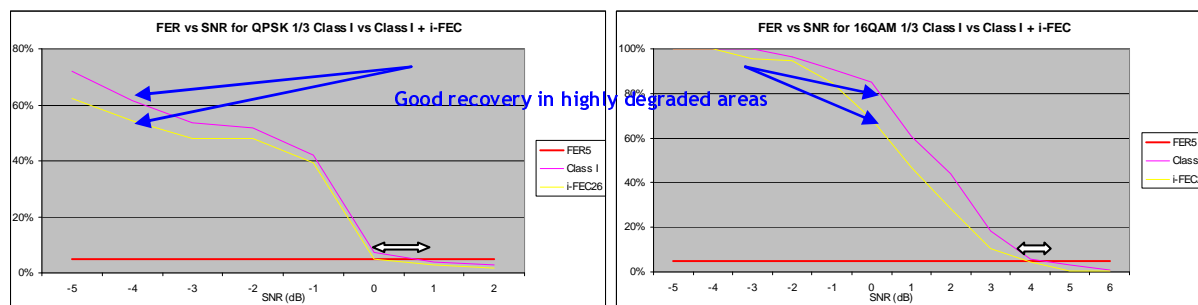 FER vs SNR for QPSK 1/3 Class I vs Class I + i-FEC
80%
60%
40%
20%
0%
-5 -4 -3 -2 -1 0 1 2
SNR (dB)
FER5
Class I
i-FEC26
Good recovery in highly degraded areas
FER vs SNR for 16QAM 1/3 Class I vs Class I + i-FEC
100%
80%
60%
40%
20%
0%
-5 -4 -3 -2 -1 0 1 2 3 4 5 6
SNR (dB)
FER5
Class
i-FEC